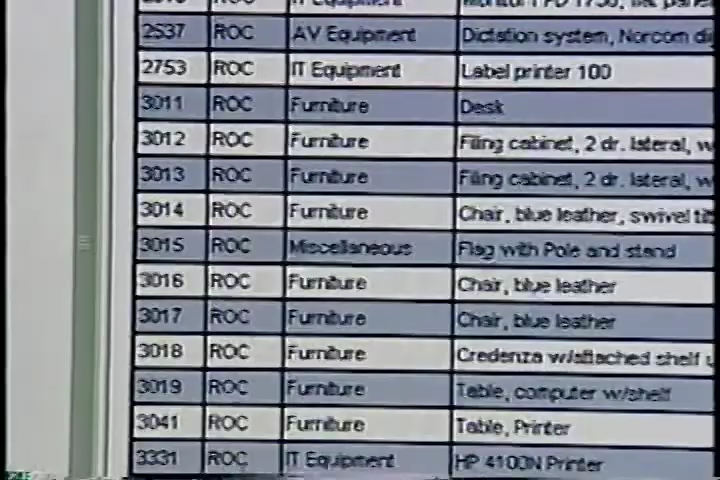 ROC IT Equipment
2537 ROC AV Equipment Dictation system, Norcom
2753 ROC IT Equipment Label printer 100
3011 ROC Furniture Desk
3012 ROC Furniture Filing cabinet, 2 dr. lateral, w
3013 ROC Furniture Filing cabinet, 2 dr. lateral, w
3014 ROC Furniture Chair, blue leather, swivel
3015 ROC Miscellaneous Flag with Pole and stand
3016 ROC Furniture Chair, blue leather
3017 ROC Furniture Chair, blue leather
3018 ROC Furniture Credenza w/attached shelf
3019 ROC Furniture Table, computer w/shelf
3041 ROC Furniture Table, Printer
3331 ROC IT Equipment HP 4100N Printer